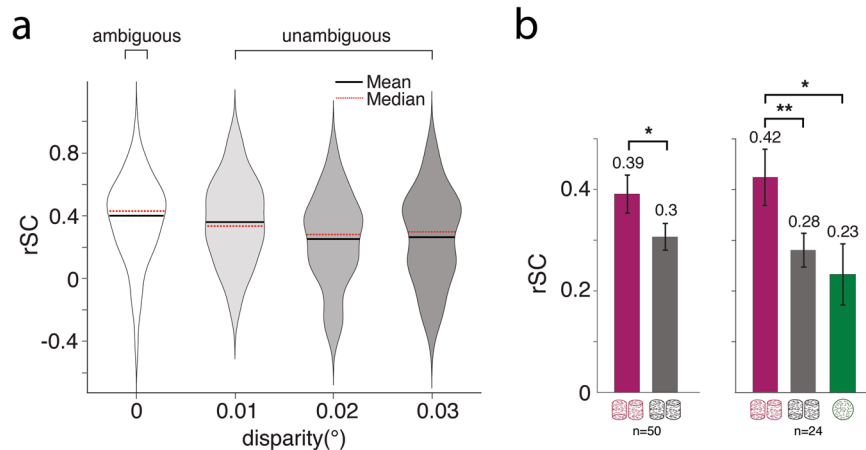 a
ambiguous
unambiguous
Mean
Median
rSC
0.8
0.4
0
-0.4
0
0.01
0.02
0.03
disparity(°)
b
*
0.39
0.3
rSC
0.4
0.2
0
n=50
*
**
0.42
0.28
0.23
n=24